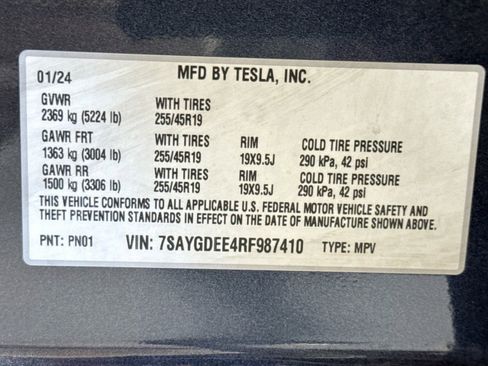 01/24 MFD BY TESLA, INC.
GVWR WITH TIRES
2369 kg (5224 lb) 255/45R19
GAWR FRT WITH TIRES RIM COLD TIRE PRESSURE
1363 kg (3004 lb) 255/45R19 19X9.5J 290 kPa, 42 psi
GAWR RR WITH TIRES RIM COLD TIRE PRESSURE
1500 kg (3306 lb) 255/45R19 19X9.5J 290 kPa, 42 psi
THIS VEHICLE CONFORMS TO ALL APPLICABLE U.S. FEDERAL MOTOR VEHICLE SAFETY AND
THEFT PREVENTION STANDARDS IN EFFECT ON THE DATE OF MANUFACTURE SHOWN ABOVE.
PNT: PN01 VIN: 7SAYGDEE4RF987410 TYPE: MPV